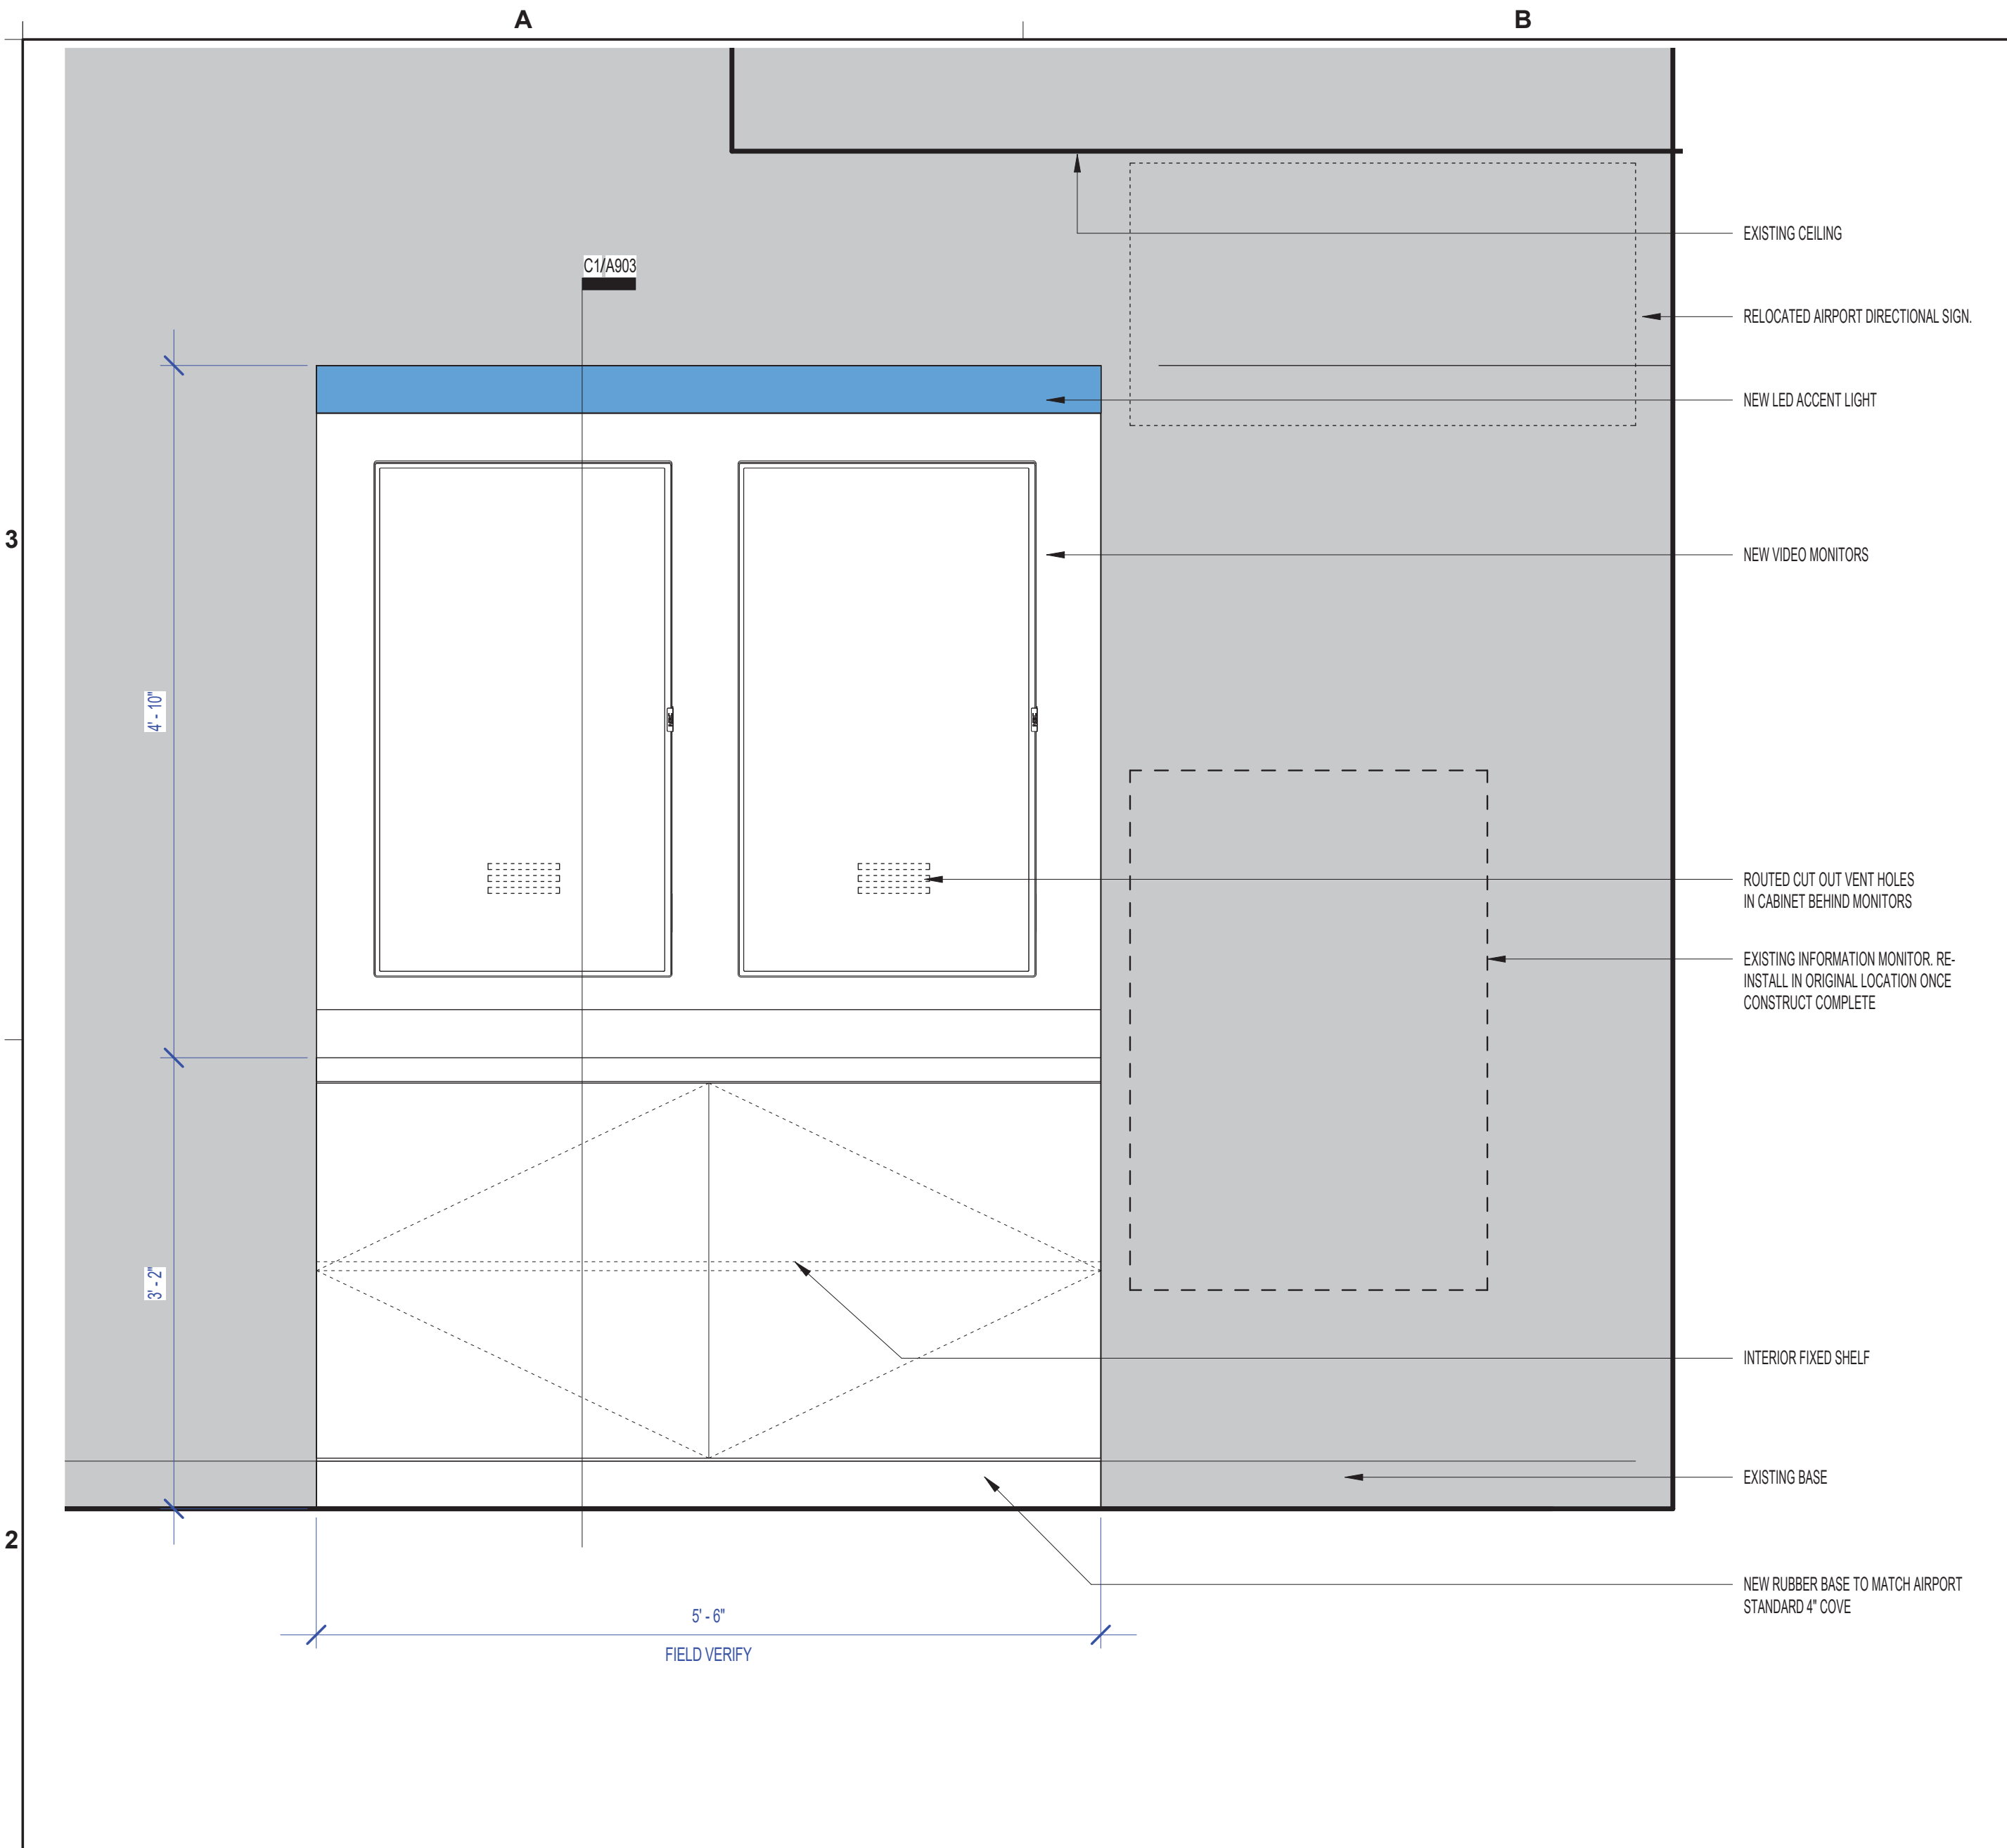 A
B
EXISTING CEILING
C1/A903
RELOCATED AIRPORT DIRECTIONAL SIGN.
NEW LED ACCENT LIGHT
3
NEW VIDEO MONITORS
4' - 10"
ROUTED CUT OUT VENT HOLES
IN CABINET BEHIND MONITORS
EXISTING INFORMATION MONITOR. RE-
INSTALL IN ORIGINAL LOCATION ONCE
CONSTRUCT COMPLETE
3' - 2"
INTERIOR FIXED SHELF
EXISTING BASE
2
NEW RUBBER BASE TO MATCH AIRPORT
STANDARD 4" COVE
5' - 6"
FIELD VERIFY